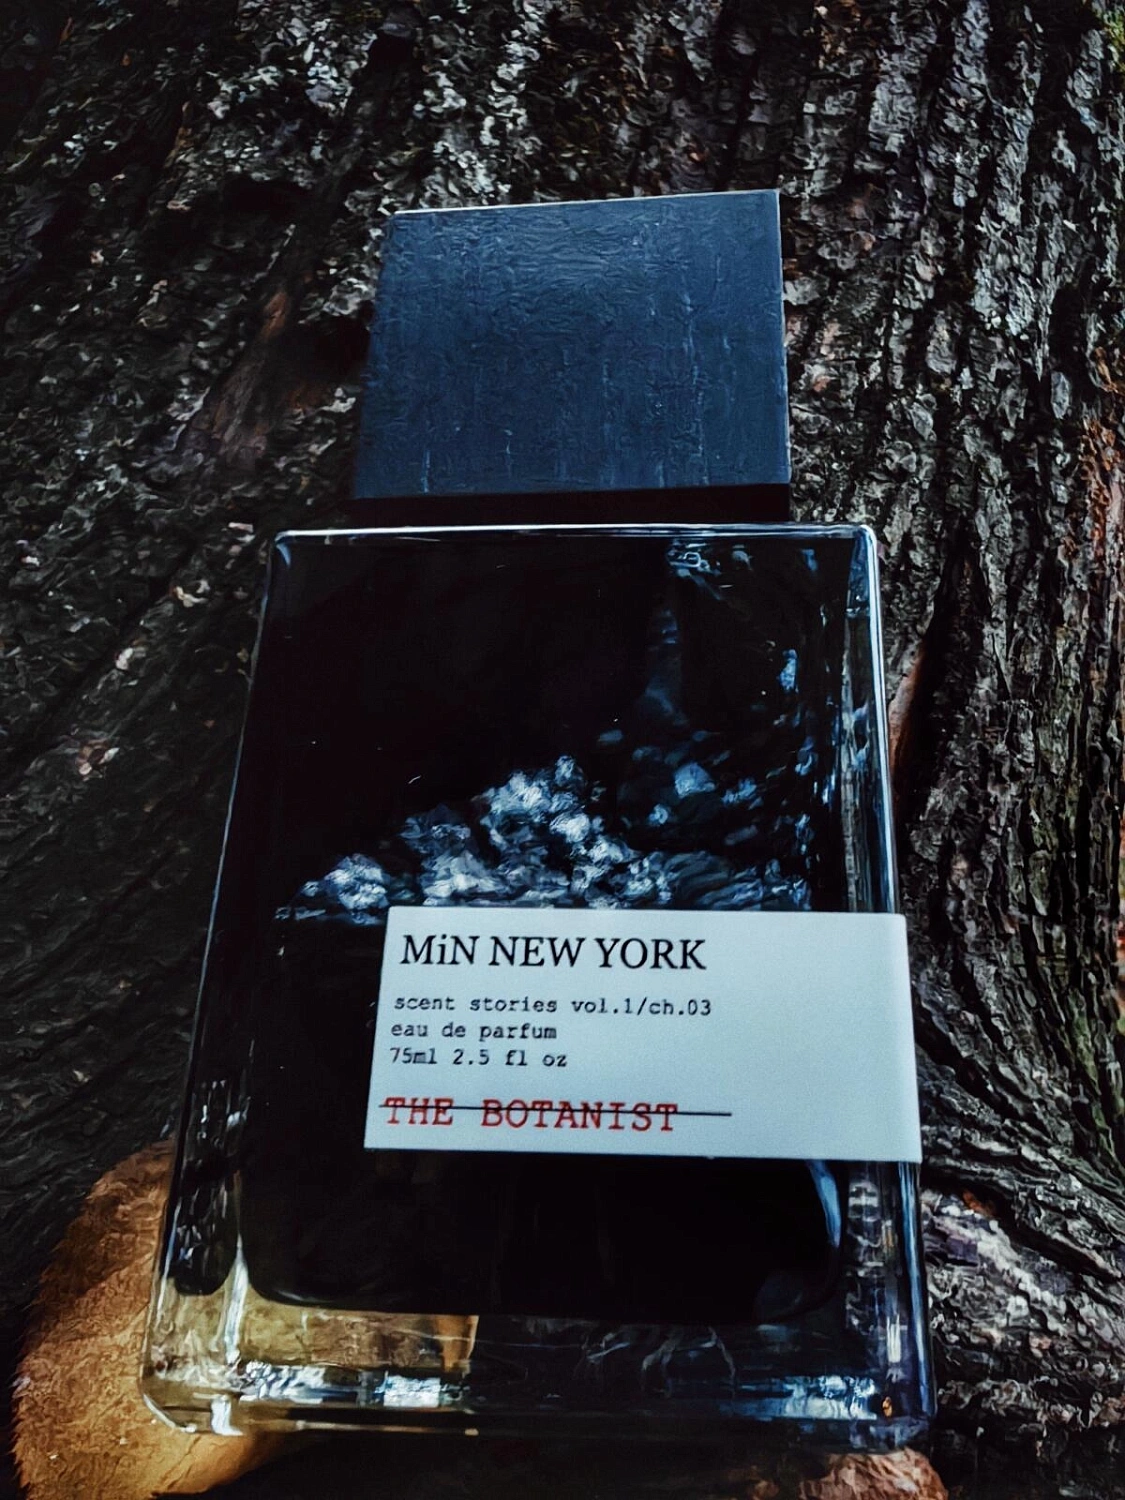 MiN NEW YORK
scent stories vol.1/ch.03
eau de parfum
75ml 2.5 fl oz
THE BOTANIST